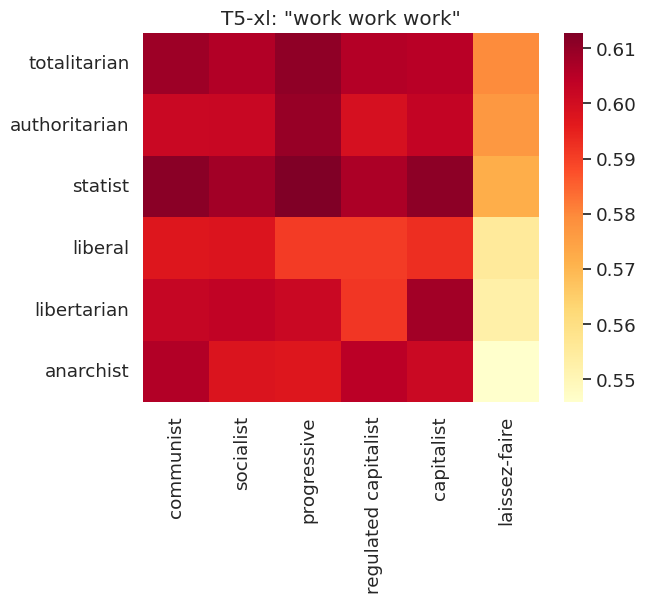 T5-xl: "work work work"
totalitarian
authoritarian
statist
liberal
libertarian
anarchist
communist
socialist
progressive
regulated capitalist
capitalist
laissez-faire
0.61
0.60
0.59
0.58
0.57
0.56
0.55